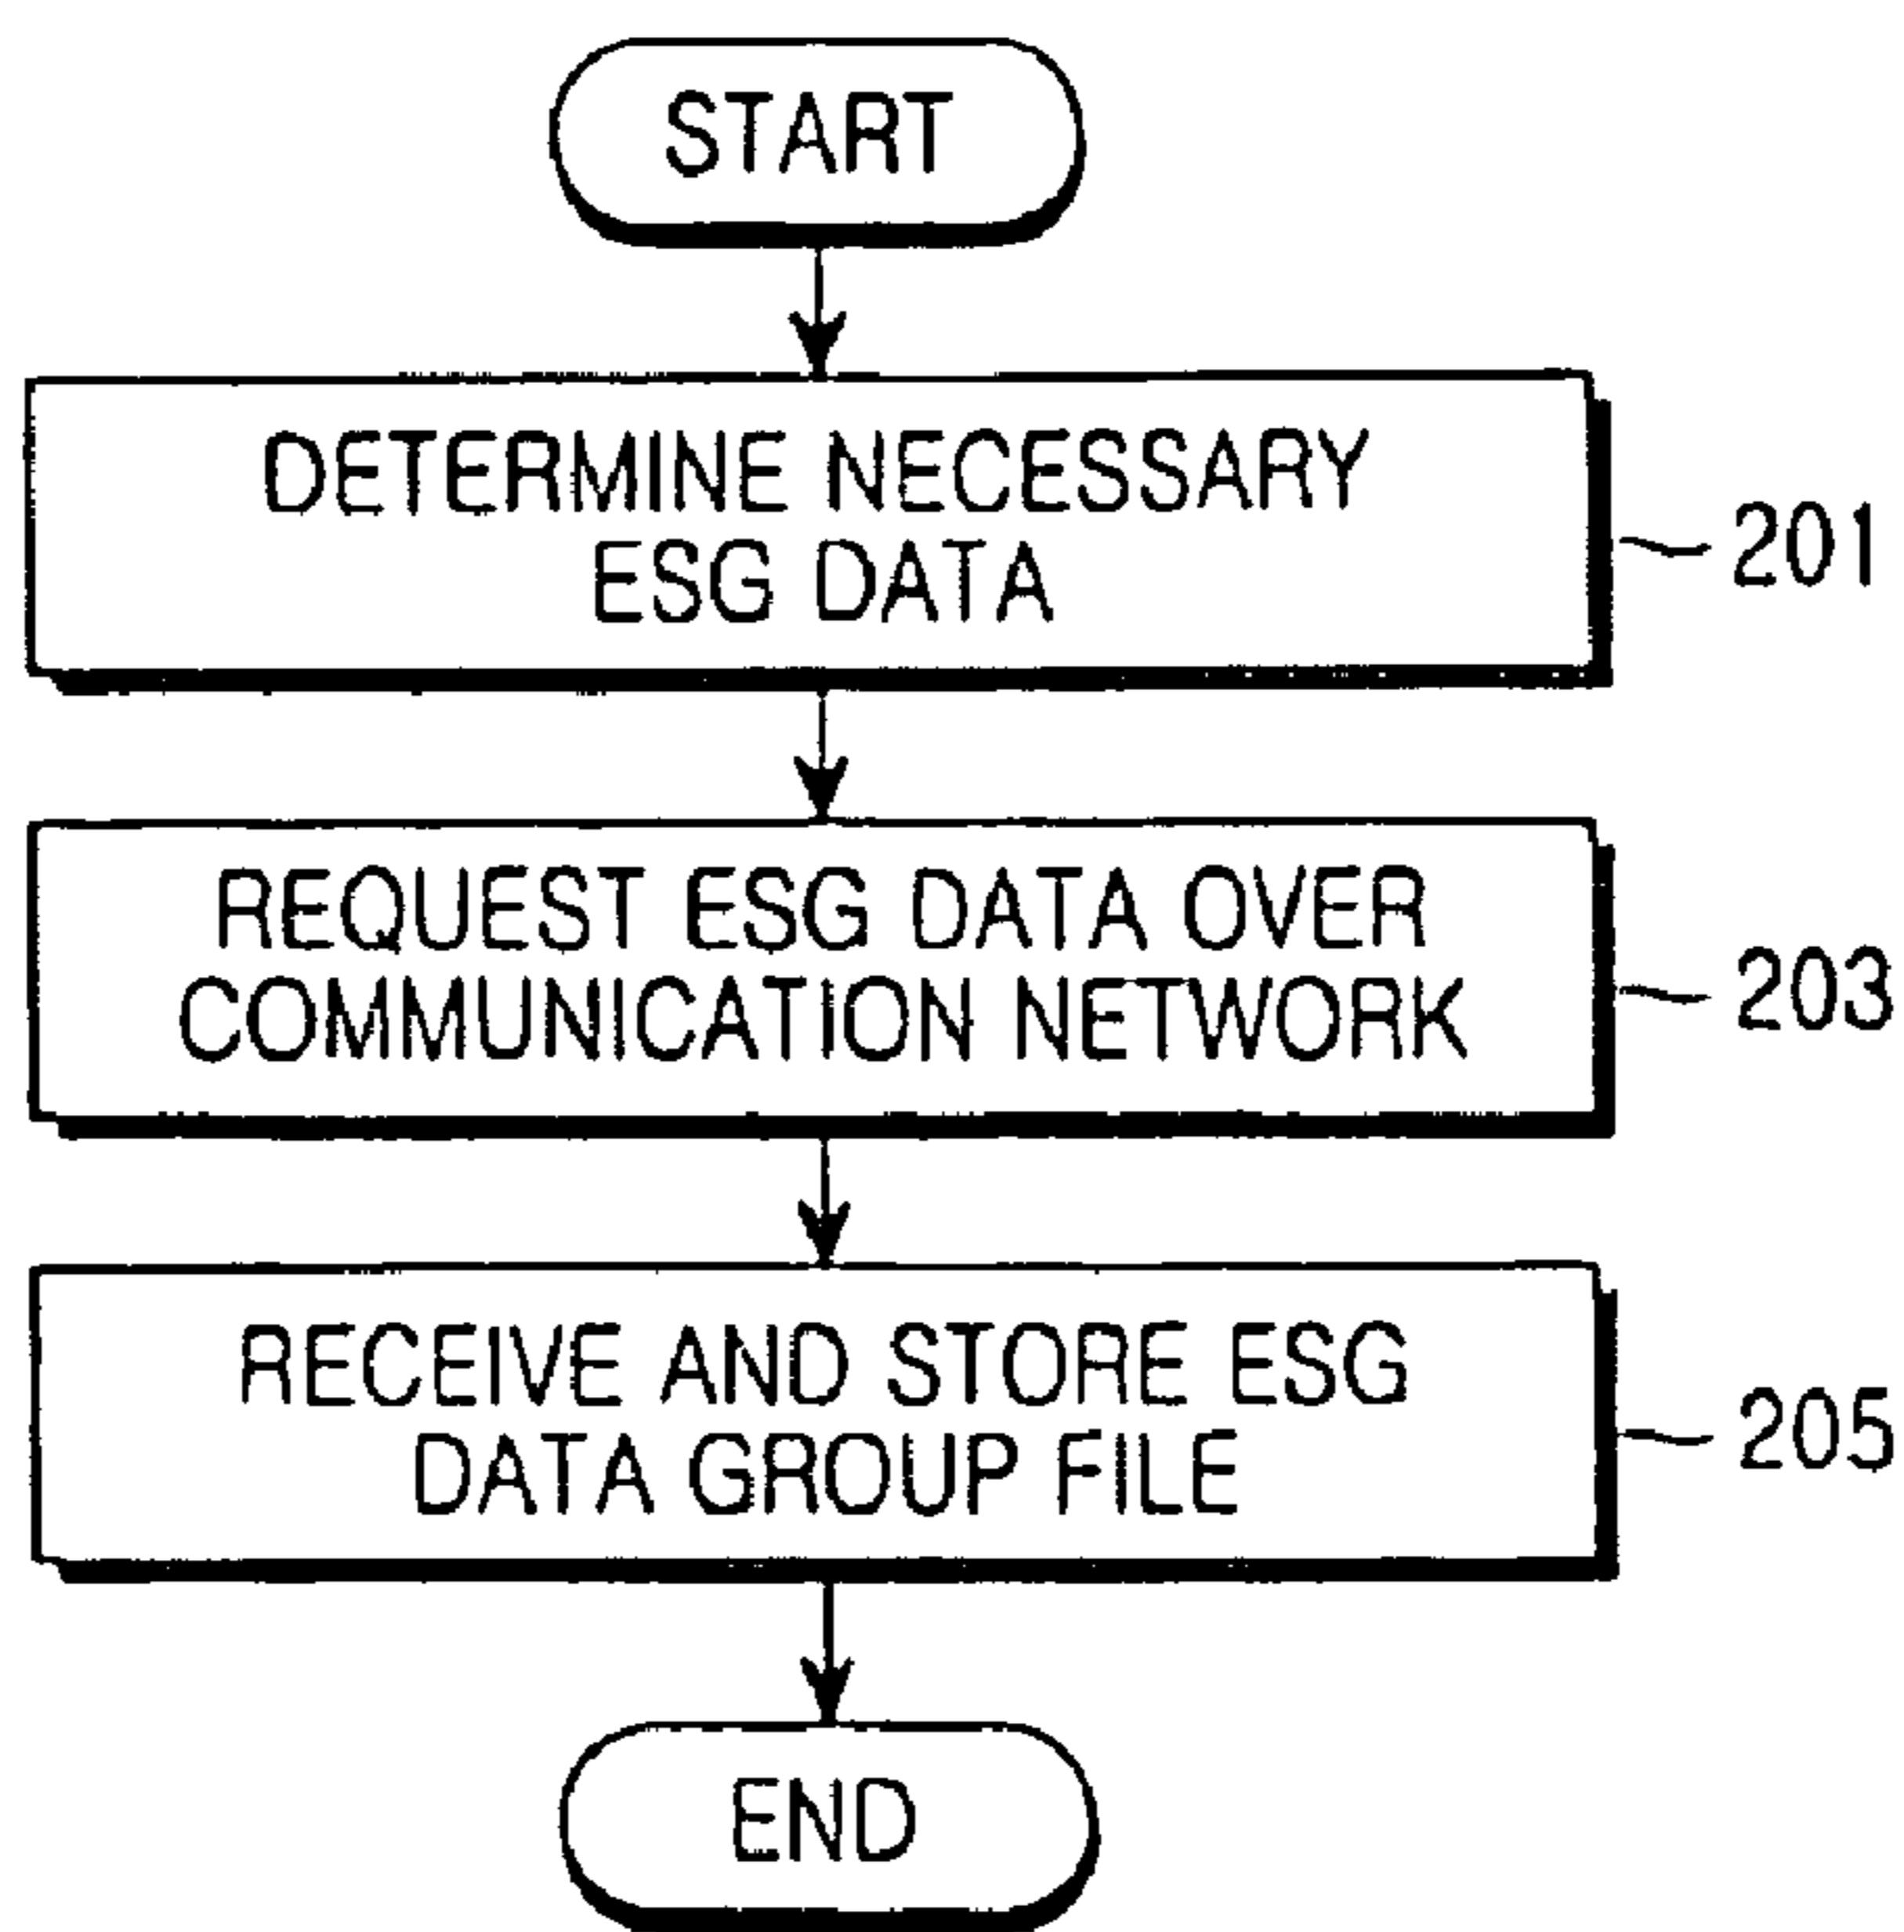 START
DETERMINE NECESSARY
ESG DATA
201
REQUEST ESG DATA OVER
COMMUNICATION NETWORK
203
RECEIVE AND STORE ESG
DATA GROUP FILE
205
END